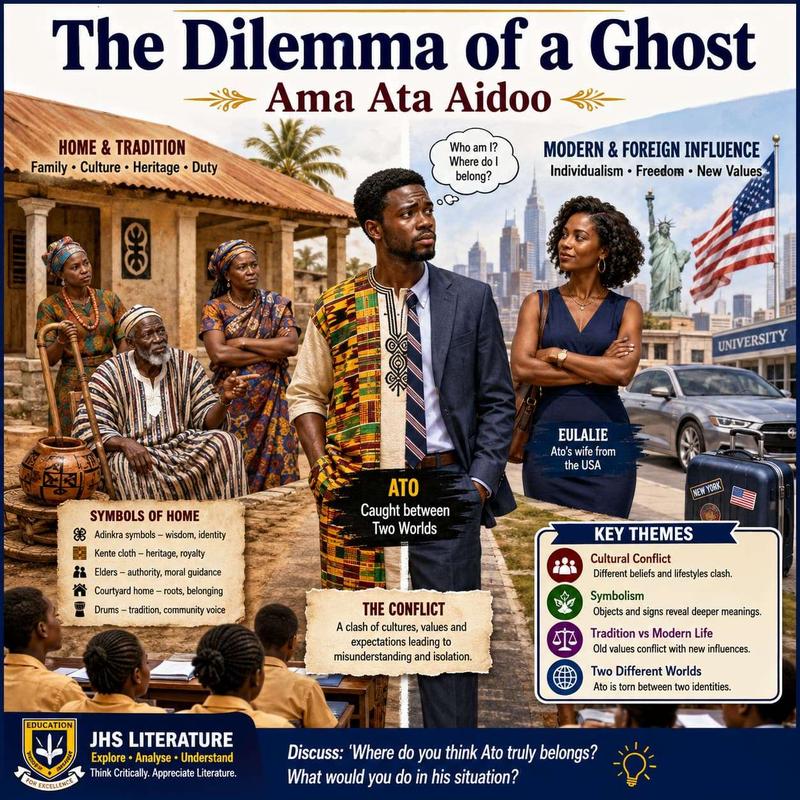 The Dilemma of a Ghost
Ama Ata Aidoo
HOME & TRADITION
Family • Culture • Heritage • Duty
Who am I?
Where do I
belong?
MODERN & FOREIGN INFLUENCE
Individualism • Freedom • New Values
UNIVERSITY
EULALIE
Ato's wife from
the USA
NEW YORK
ATO
Caught between
Two Worlds
SYMBOLS OF HOME
Adinkra symbols – wisdom, identity
Kente cloth – heritage, royalty
Elders – authority, moral guidance
Courtyard home – roots, belonging
Drums – tradition, community voice
THE CONFLICT
A clash of cultures, values and
expectations leading to
misunderstanding and isolation.
KEY THEMES
Cultural Conflict
Different beliefs and lifestyles clash.
Symbolism
Objects and signs reveal deeper meanings.
Tradition vs Modern Life
Old values conflict with new influences.
Two Different Worlds
Ato is torn between two identities.
EDUCATION
FOR EXCELLENCE
JHS LITERATURE
Explore • Analyse • Understand
Think Critically. Appreciate Literature.
Discuss: 'Where do you think Ato truly belongs?
What would you do in his situation?